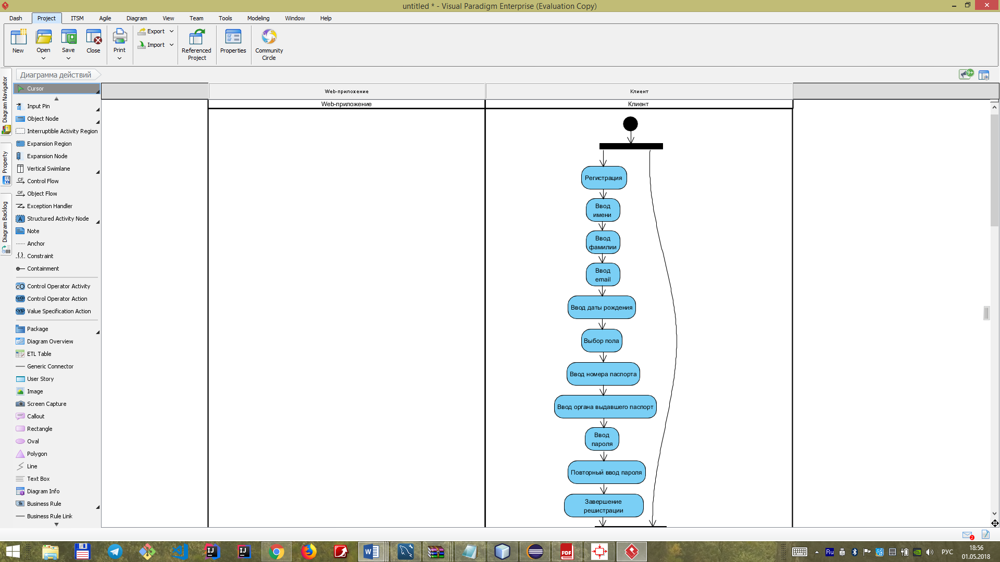 untitled * - Visual Paradigm Enterprise (Evaluation Copy)
Dash Project ITSM Agile Diagram View Team Tools Modeling Window Help
New Open Save Close Print Export Import Referenced Project Properties Community Circle
Диаграмма действий
9+
Diagram Navigator
Property
Diagram Backlog
Cursor
Input Pin
Object Node
Interruptible Activity Region
Expansion Region
Expansion Node
Vertical Swimlane
CF Control Flow
OF Object Flow
Exception Handler
A Structured Activity Node
Note
Anchor
{ } Constraint
Containment
Control Operator Activity
Control Operator Action
Value Specification Action
Package
Diagram Overview
ETL Table
Generic Connector
User Story
Image
Screen Capture
Callout
Rectangle
Oval
Polygon
Line
Text Box
Diagram Info
Business Rule
Business Rule Link
Web-приложение Клиент
Web-приложение Клиент
Регистрация
Ввод
имени
Ввод
фамилии
Ввод
email
Ввод даты рождения
Выбор пола
Ввод номера паспорта
Ввод органа выдавшего паспорт
Ввод
пароля
Повторный ввод пароля
Завершение
решистрации
2
IJ IJ W PDF
Ru РУС
18:56
01.05.2018